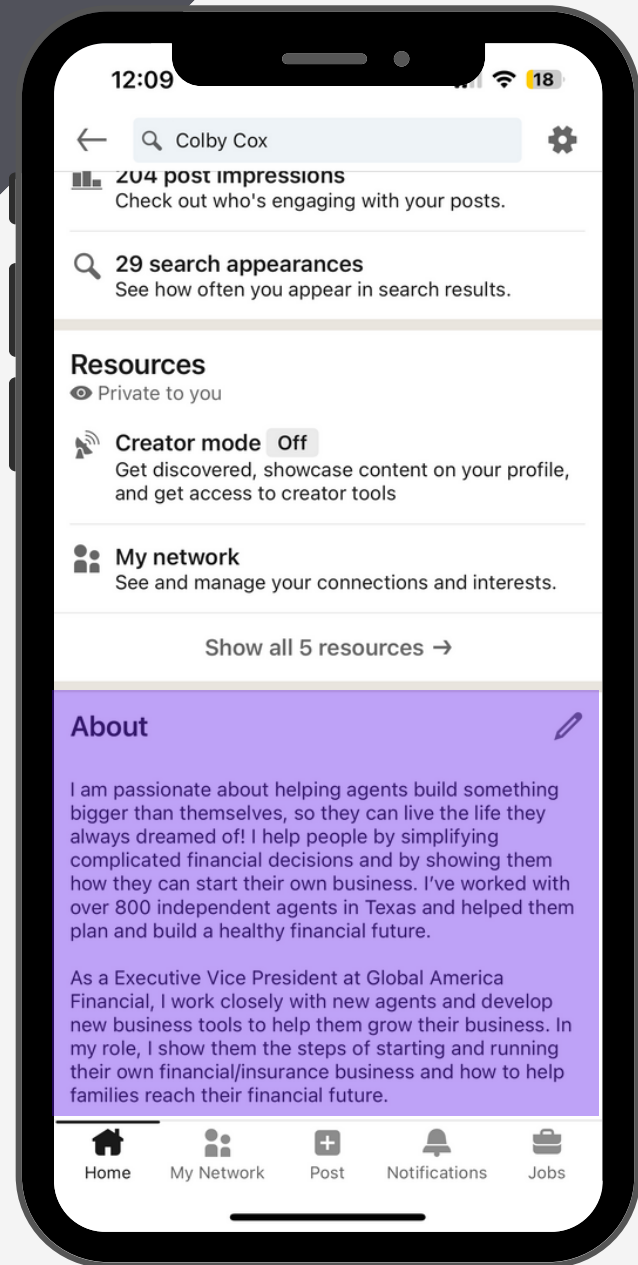 12:09
18
Colby Cox
204 post impressions
Check out who's engaging with your posts.
29 search appearances
See how often you appear in search results.
Resources
Private to you
Creator mode Off
Get discovered, showcase content on your profile,
and get access to creator tools
My network
See and manage your connections and interests.
Show all 5 resources →
About
I am passionate about helping agents build something
bigger than themselves, so they can live the life they
always dreamed of! I help people by simplifying
complicated financial decisions and by showing them
how they can start their own business. I've worked with
over 800 independent agents in Texas and helped them
plan and build a healthy financial future.
As a Executive Vice President at Global America
Financial, I work closely with new agents and develop
new business tools to help them grow their business. In
my role, I show them the steps of starting and running
their own financial/insurance business and how to help
families reach their financial future.
Home My Network Post Notifications Jobs